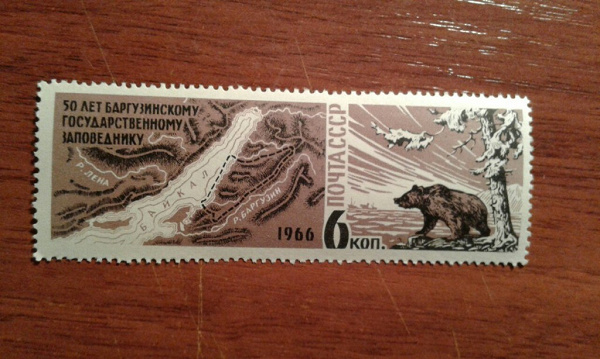 50 ЛЕТ БАРГУЗИНСКОМУ
ГОСУДАРСТВЕННОМУ
ЗАПОВЕДНИКУ
Р. ЛЕНА
БАЙКАЛ
Р. БАРГУЗИН
1966
ПОЧТА СССР
6 КОП.